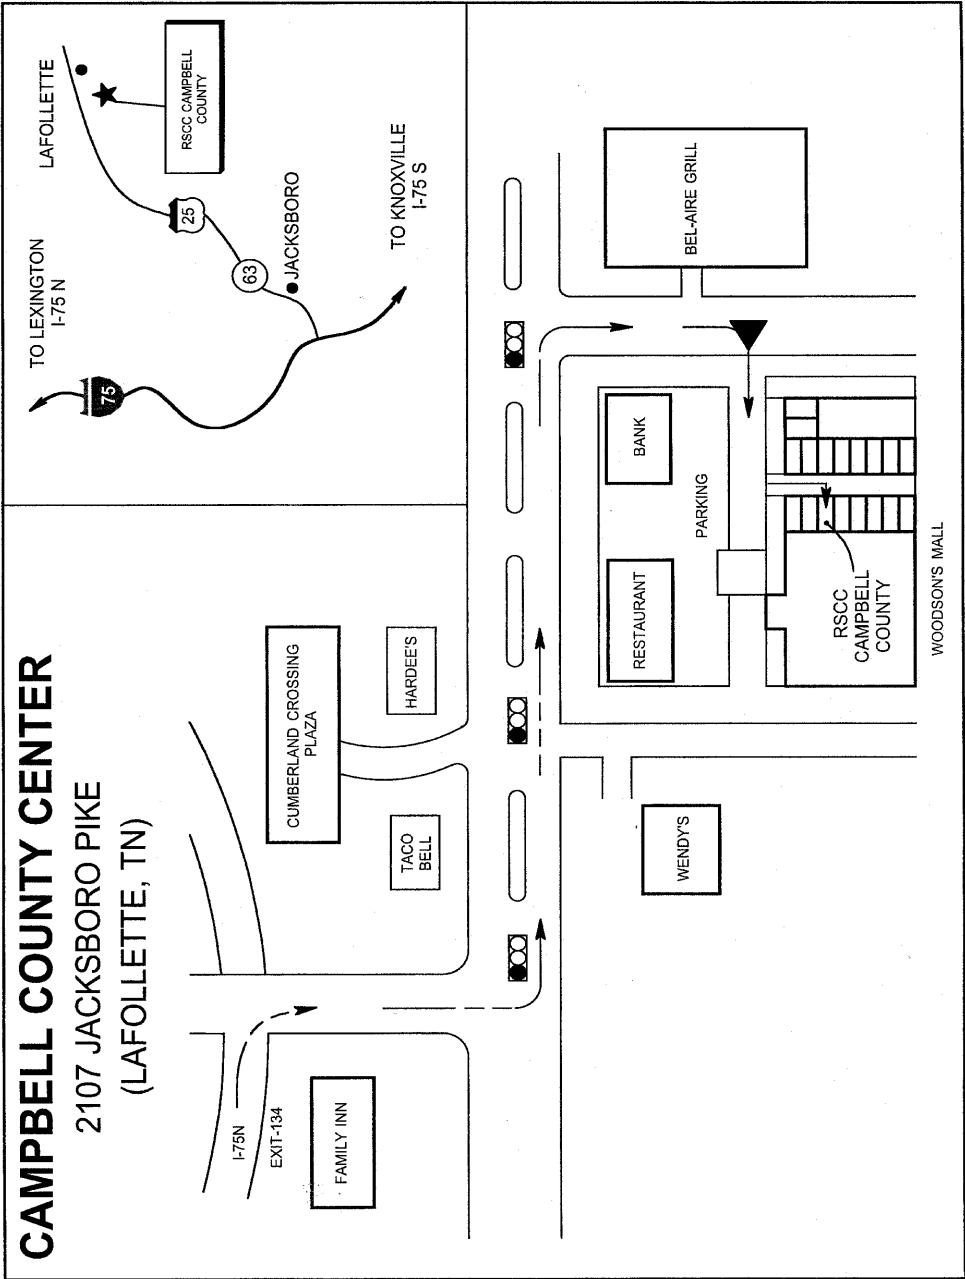 CAMPBELL COUNTY CENTER
2107 JACKSBORO PIKE
(LAFOLLETTE, TN)
TO LEXINGTON
I-75 N
75
LAFOLLETTE
RSCC CAMPBELL
COUNTY
25
63
JACKSBORO
TO KNOXVILLE
I-75 S
I-75N
EXIT-134
FAMILY INN
CUMBERLAND CROSSING
PLAZA
TACO
BELL
HARDEE'S
WENDY'S
RESTAURANT
BANK
PARKING
BEL-AIRE GRILL
RSCC
CAMPBELL
COUNTY
WOODSON'S MALL